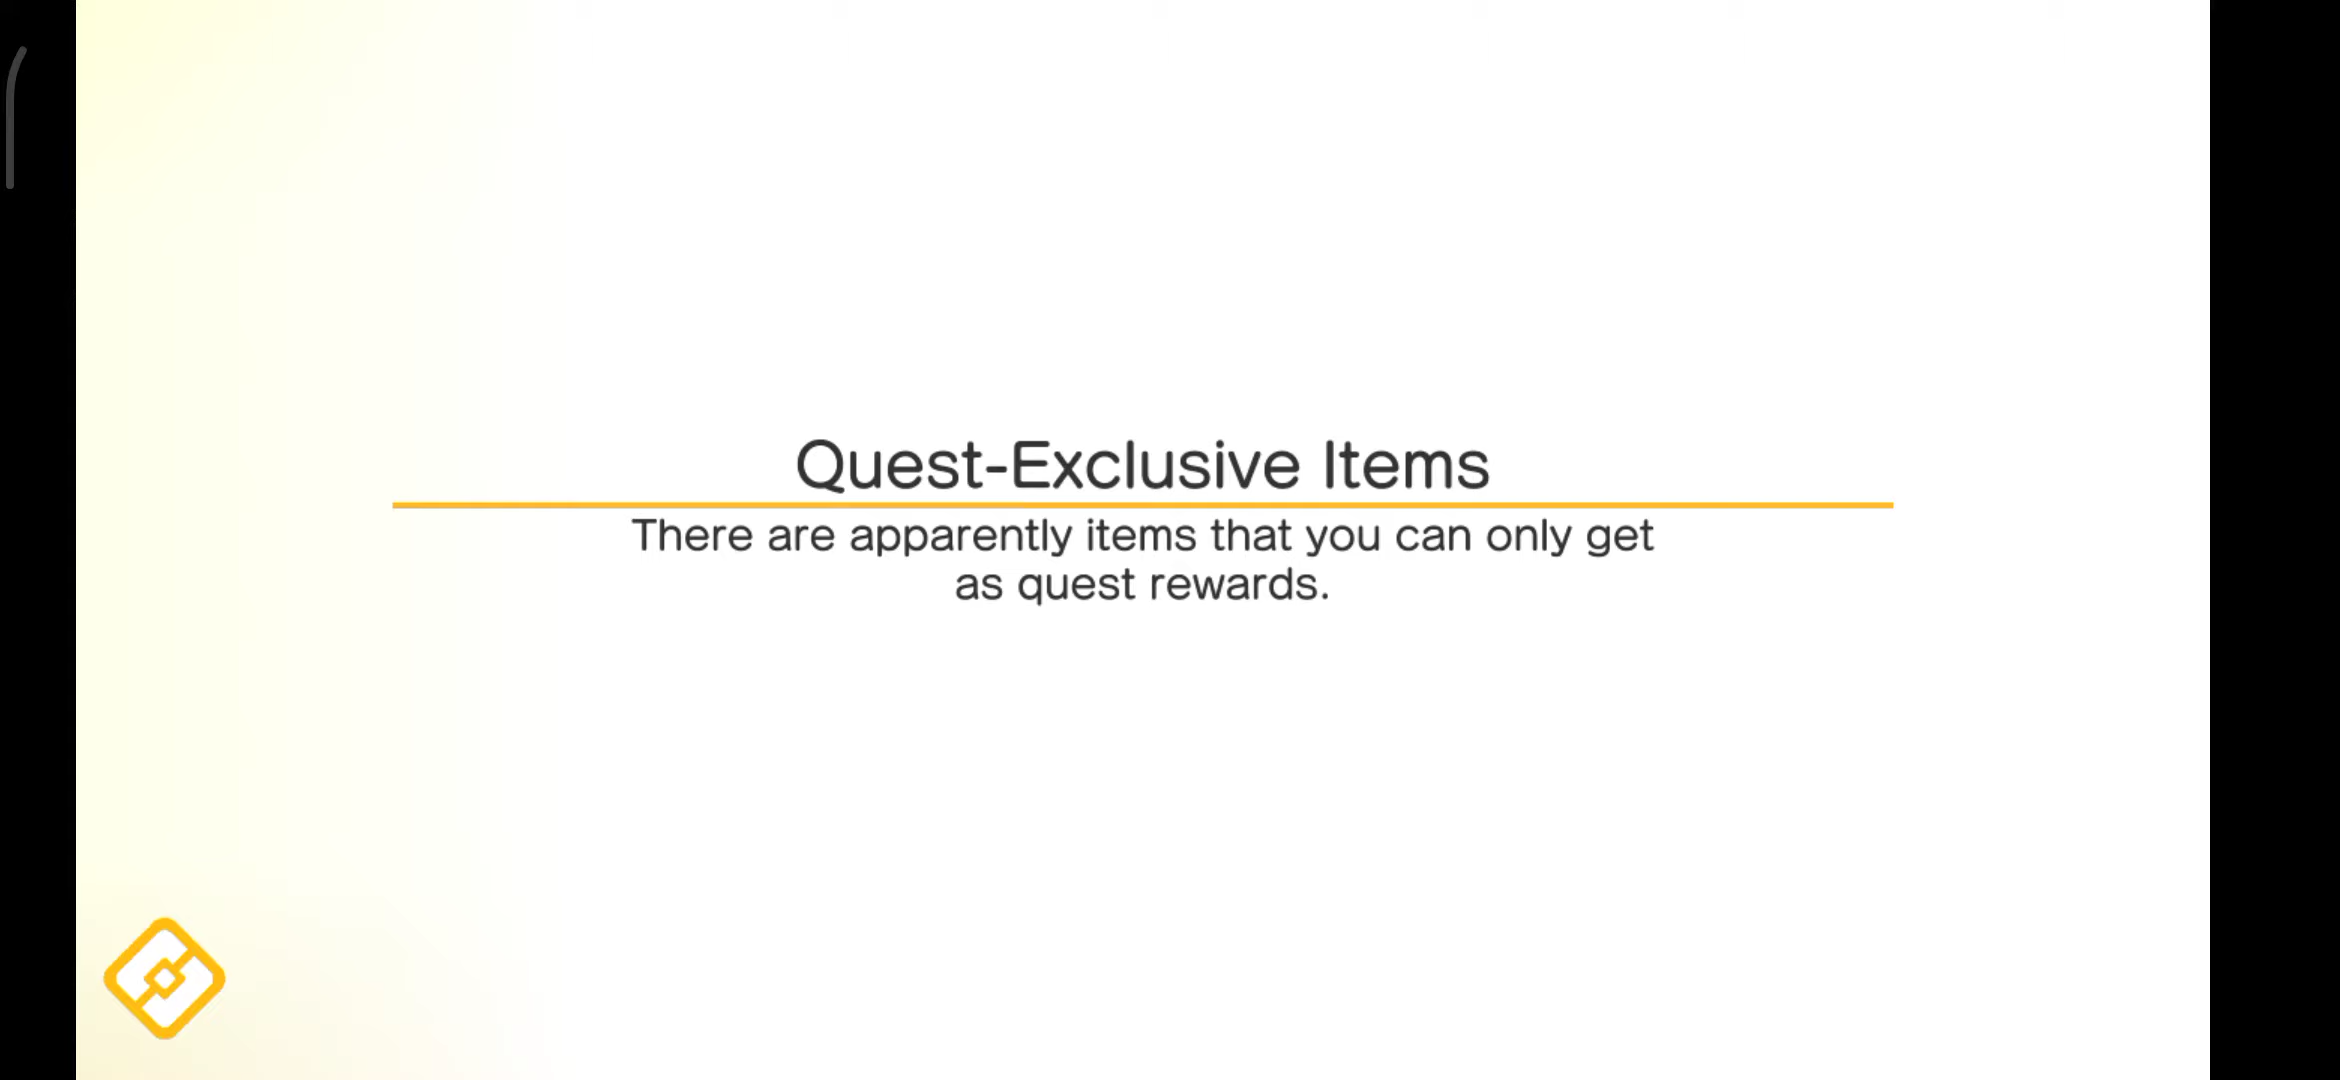 Quest-Exclusive Items
There are apparently items that you can only get
as quest rewards.